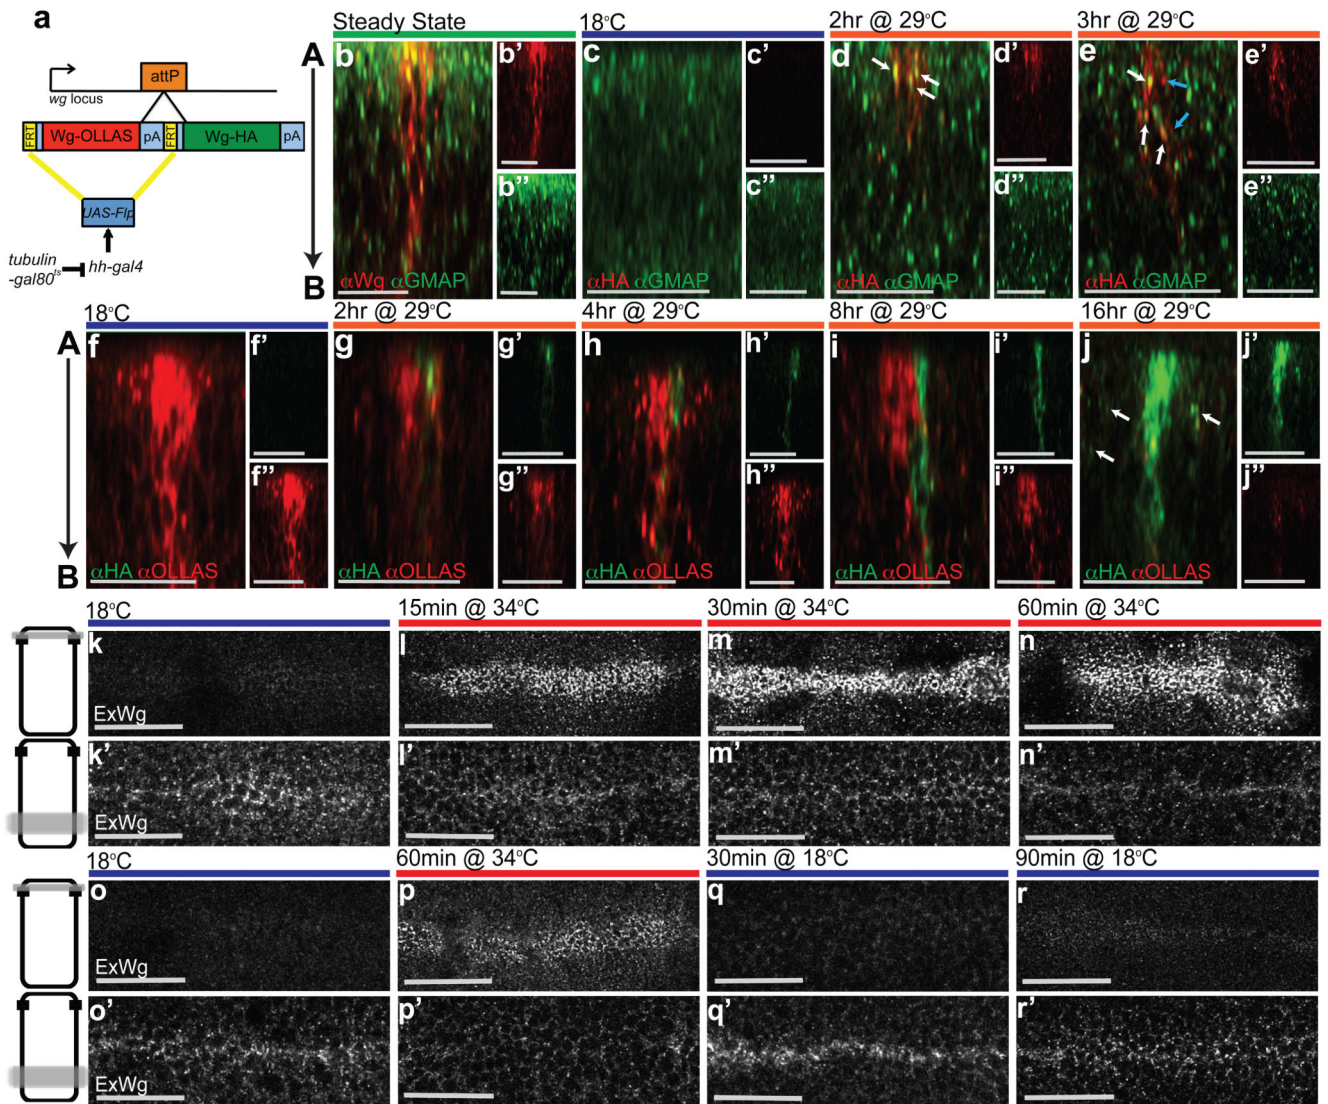 a
attP
wg locus
FRT Wg-OLLAS pA FRT Wg-HA pA
UAS-Flp
tubulin
-gal80ts
hh-gal4
A
B
Steady State
b
αWg αGMAP
b’
b’’
18°C
c
αHA αGMAP
c’
c’’
2hr @ 29°C
d
αHA αGMAP
d’
d’’
3hr @ 29°C
e
αHA αGMAP
e’
e’’
A
B
18°C
f
αHA αOLLAS
f’
f’’
2hr @ 29°C
g
αHA αOLLAS
g’
g’’
4hr @ 29°C
h
αHA αOLLAS
h’
h’’
8hr @ 29°C
i
αHA αOLLAS
i’
i’’
16hr @ 29°C
j
αHA αOLLAS
j’
j’’
18°C
15min @ 34°C
30min @ 34°C
60min @ 34°C
k
ExWg
l
m
n
k’
ExWg
l’
m’
n’
18°C
60min @ 34°C
30min @ 18°C
90min @ 18°C
o
ExWg
p
q
r
o’
ExWg
p’
q’
r’